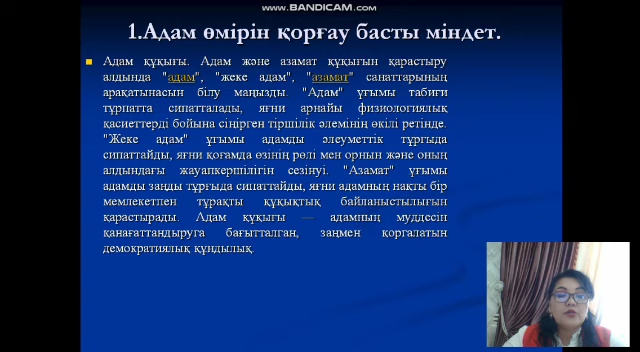 www.BANDICAM.com
1.Адам өмірін қорғау басты міндет.
Адам құқығы. Адам және азамат құқығын қарастыру
алдында "адам", "жеке адам", "азамат" санаттарының
арақатынасын білу маңызды. "Адам" ұғымы табиғи
тұрпатта сипатталады, яғни арнайы физиологиялық
қасиеттерді бойына сіңірген тіршілік әлемінің өкілі ретінде.
"Жеке адам" ұғымы адамды әлеуметтік тұрғыда
сипаттайды, яғни қоғамда өзінің рөлі мен орнын және оның
алдындағы жауапкершілігін сезінуі. "Азамат" ұғымы
адамды заңды тұрғыда сипаттайды, яғни адамның нақты бір
мемлекетпен тұрақты құқықтық байланыстылығын
қарастырады. Адам құқығы — адамның мүддесін
қанағаттандыруға бағытталған, заңмен қорғалатын
демократиялық құндылық.